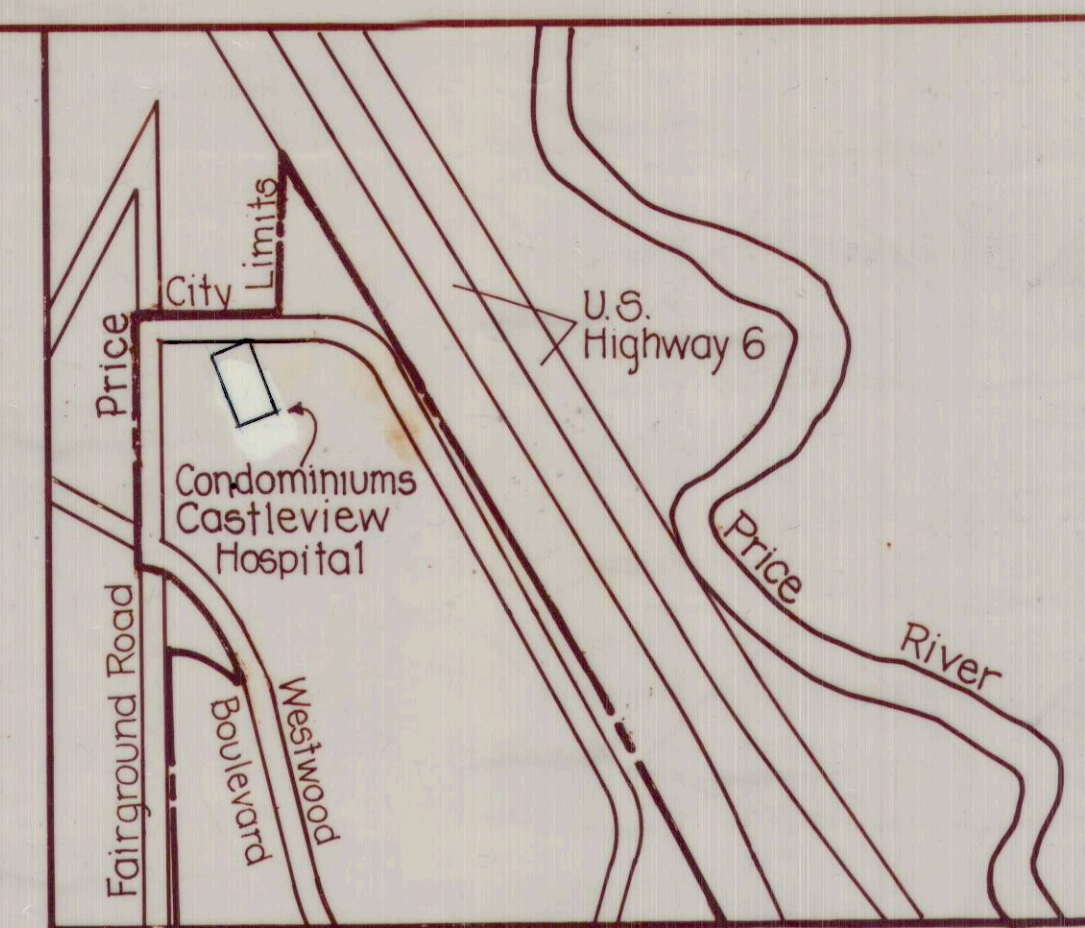 Price
City
Limits
U.S.
Highway 6
Condominiums
Castleview
Hospital
Price
River
Fairground Road
Boulevard
Westwood